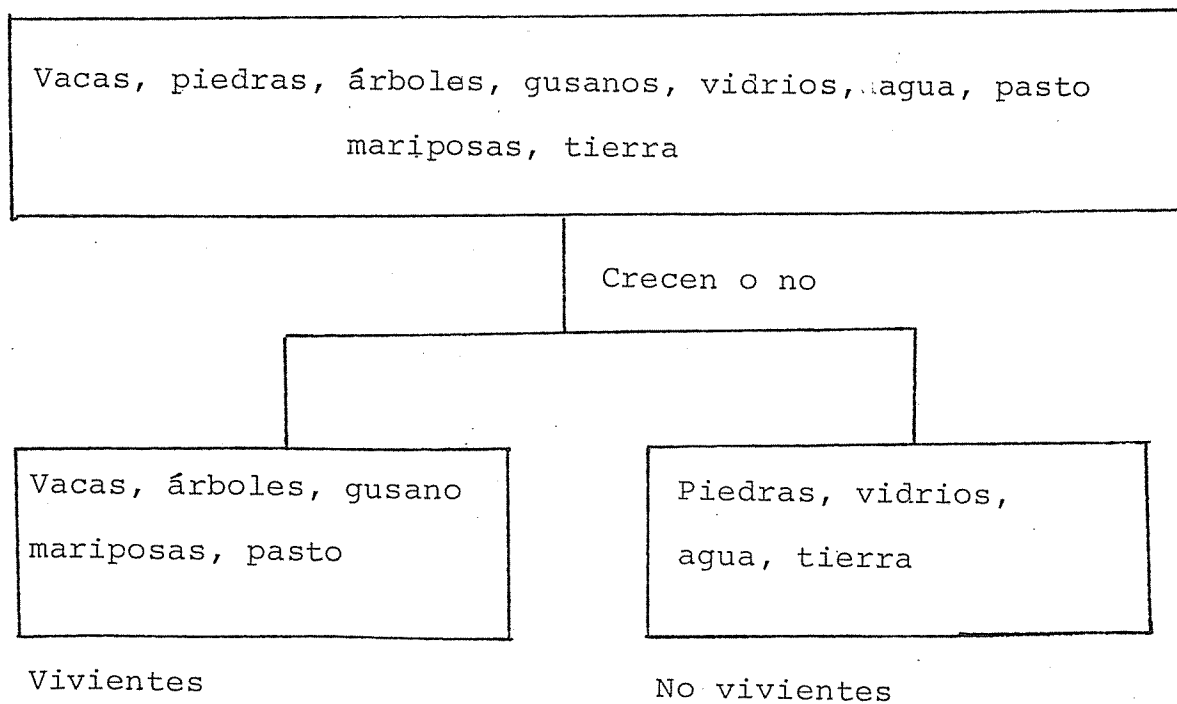 Vacas, piedras, árboles, gusanos, vidrios, agua, pasto
mariposas, tierra
Crecen o no
Vacas, árboles, gusano
mariposas, pasto
Piedras, vidrios,
agua, tierra
Vivientes
No vivientes